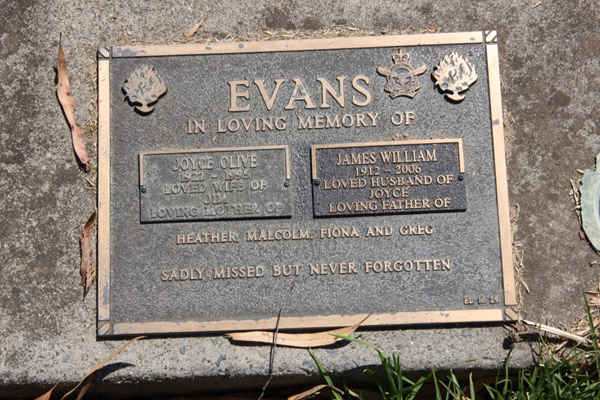 EVANS
IN LOVING MEMORY OF
JOYCE OLIVE
1922 - 1995
LOVED WIFE OF
LOVING MOTHER OF
JAMES WILLIAM
1912 - 2006
LOVED HUSBAND OF
JOYCE
LOVING FATHER OF
HEATHER, MALCOLM, FIONA AND GREG
SADLY MISSED BUT NEVER FORGOTTEN